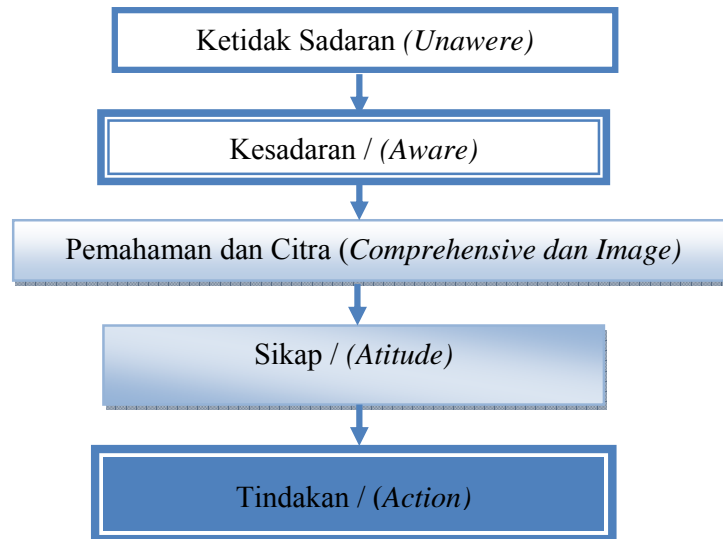 Ketidak Sadaran (Unawere)
Kesadaran / (Aware)
Pemahaman dan Citra (Comprehensive dan Image)
Sikap / (Atitude)
Tindakan / (Action)